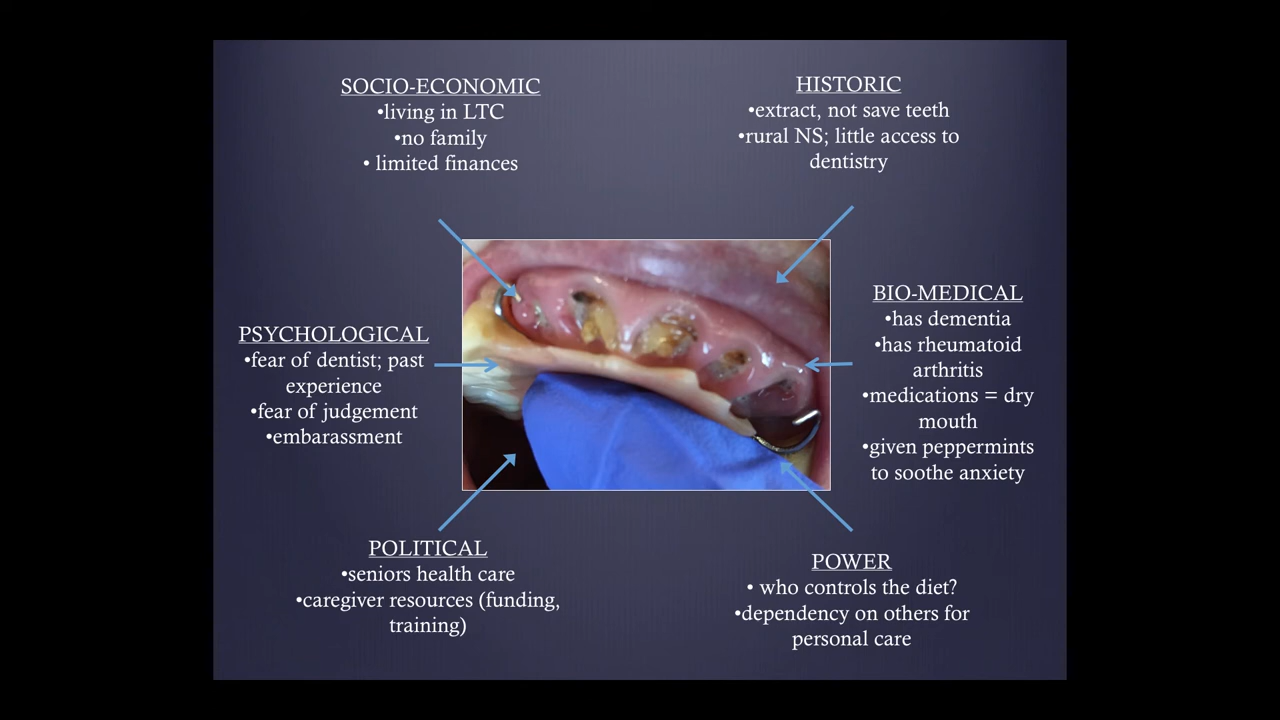 SOCIO-ECONOMIC
•living in LTC
•no family
• limited finances
HISTORIC
•extract, not save teeth
•rural NS; little access to
dentistry
PSYCHOLOGICAL
•fear of dentist; past
experience
•fear of judgement
•embarassment
BIO-MEDICAL
•has dementia
•has rheumatoid
arthritis
•medications = dry
mouth
•given peppermints
to soothe anxiety
POLITICAL
•seniors health care
•caregiver resources (funding,
training)
POWER
• who controls the diet?
•dependency on others for
personal care